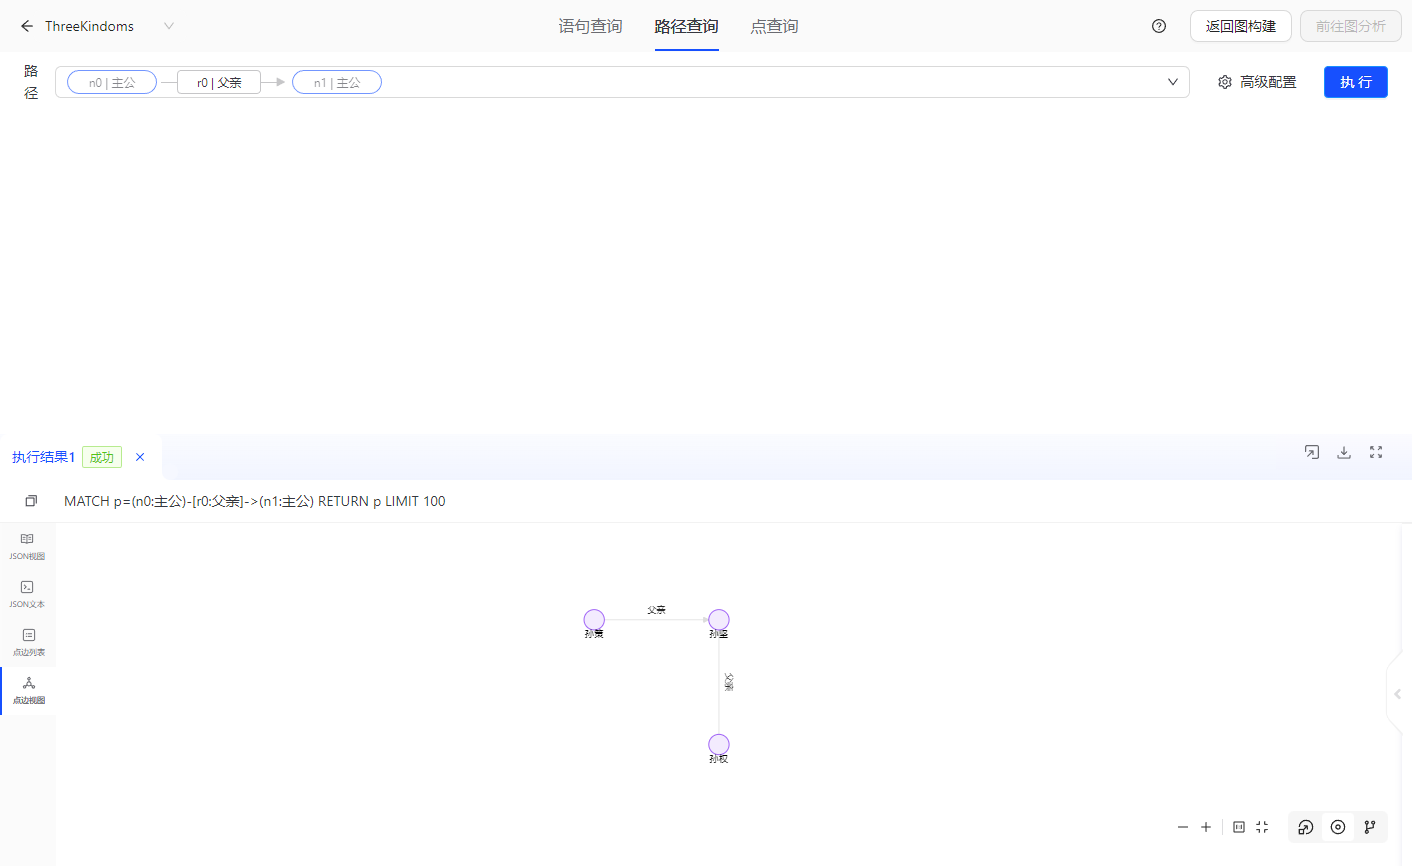 ThreeKindoms
语句查询 路径查询 点查询
返回图构建 前往图分析
路径
n0 | 主公 r0 | 父亲 n1 | 主公
高级配置 执 行
执行结果1 成功
MATCH p=(n0:主公)-[r0:父亲]->(n1:主公) RETURN p LIMIT 100
JSON视图
JSON文本
点边列表
点边视图
父亲
孙策 孙坚
父亲
孙权